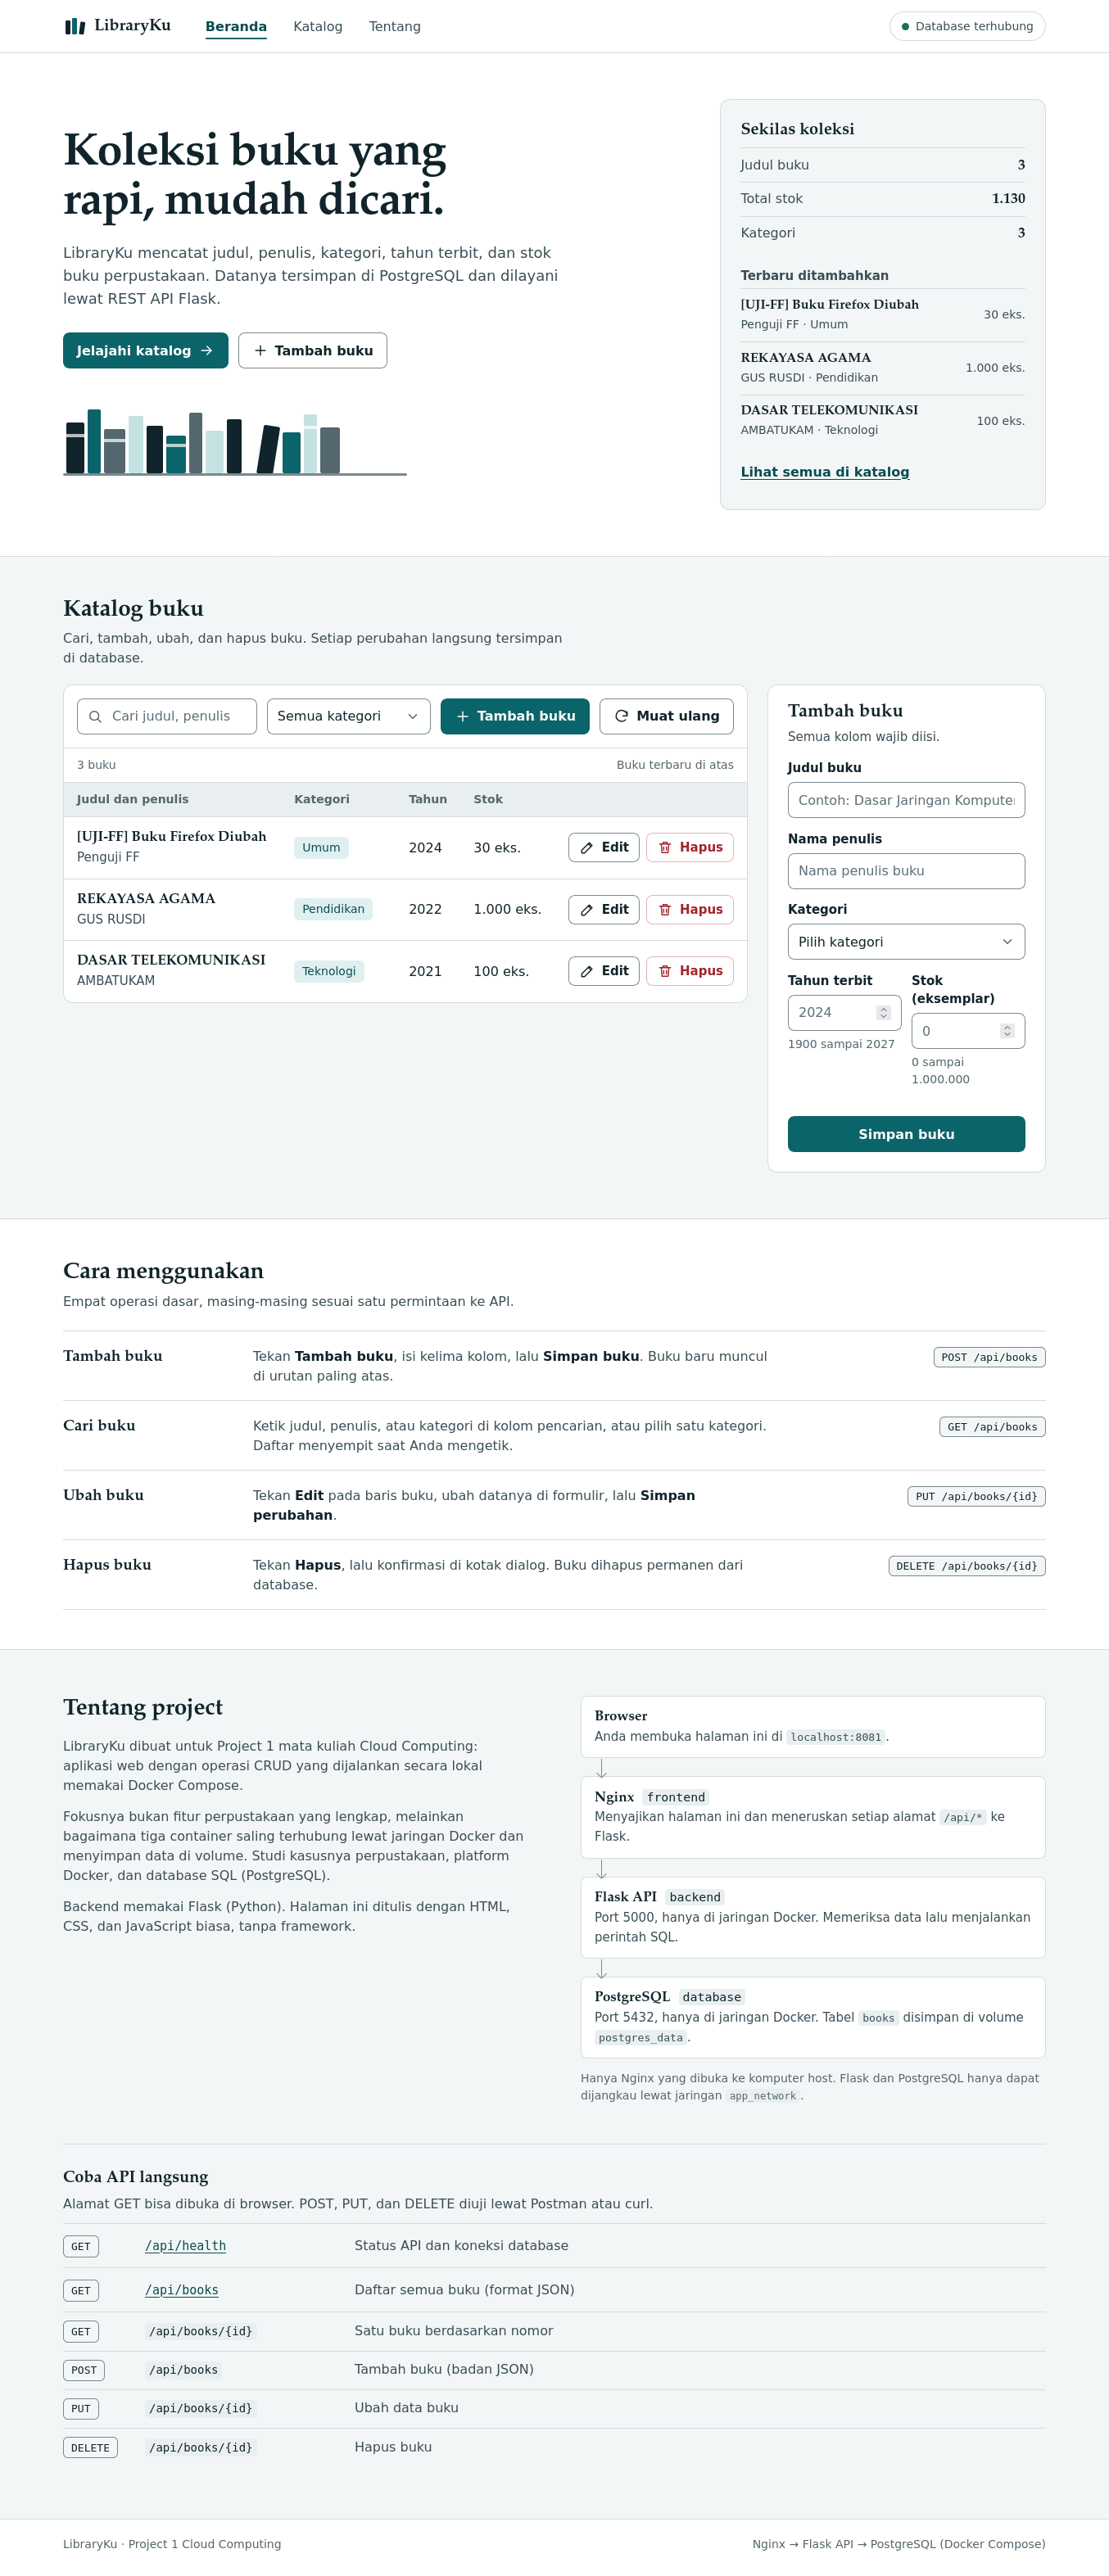 LibraryKu
Beranda
Katalog
Tentang
Database terhubung
Koleksi buku yang
rapi, mudah dicari.
LibraryKu mencatat judul, penulis, kategori, tahun terbit, dan stok
buku perpustakaan. Datanya tersimpan di PostgreSQL dan dilayani
lewat REST API Flask.
Jelajahi katalog →
+ Tambah buku
Sekilas koleksi
Judul buku 3
Total stok 1.130
Kategori 3
Terbaru ditambahkan
[UJI-FF] Buku Firefox Diubah
Penguji FF · Umum
30 eks.
REKAYASA AGAMA
GUS RUSDI · Pendidikan
1.000 eks.
DASAR TELEKOMUNIKASI
AMBATUKAM · Teknologi
100 eks.
Lihat semua di katalog
Katalog buku
Cari, tambah, ubah, dan hapus buku. Setiap perubahan langsung tersimpan
di database.
Cari judul, penulis
Semua kategori
+ Tambah buku
Muat ulang
3 buku
Buku terbaru di atas
Judul dan penulis Kategori Tahun Stok
[UJI-FF] Buku Firefox Diubah
Penguji FF
Umum 2024 30 eks. Edit Hapus
REKAYASA AGAMA
GUS RUSDI
Pendidikan 2022 1.000 eks. Edit Hapus
DASAR TELEKOMUNIKASI
AMBATUKAM
Teknologi 2021 100 eks. Edit Hapus
Tambah buku
Semua kolom wajib diisi.
Judul buku
Contoh: Dasar Jaringan Komputer
Nama penulis
Nama penulis buku
Kategori
Pilih kategori
Tahun terbit
2024
1900 sampai 2027
Stok
(eksemplar)
0
0 sampai
1.000.000
Simpan buku
Cara menggunakan
Empat operasi dasar, masing-masing sesuai satu permintaan ke API.
Tambah buku
Tekan Tambah buku, isi kelima kolom, lalu Simpan buku. Buku baru muncul
di urutan paling atas.
POST /api/books
Cari buku
Ketik judul, penulis, atau kategori di kolom pencarian, atau pilih satu kategori.
Daftar menyempit saat Anda mengetik.
GET /api/books
Ubah buku
Tekan Edit pada baris buku, ubah datanya di formulir, lalu Simpan
perubahan.
PUT /api/books/{id}
Hapus buku
Tekan Hapus, lalu konfirmasi di kotak dialog. Buku dihapus permanen dari
database.
DELETE /api/books/{id}
Tentang project
LibraryKu dibuat untuk Project 1 mata kuliah Cloud Computing:
aplikasi web dengan operasi CRUD yang dijalankan secara lokal
memakai Docker Compose.
Fokusnya bukan fitur perpustakaan yang lengkap, melainkan
bagaimana tiga container saling terhubung lewat jaringan Docker dan
menyimpan data di volume. Studi kasusnya perpustakaan, platform
Docker, dan database SQL (PostgreSQL).
Backend memakai Flask (Python). Halaman ini ditulis dengan HTML,
CSS, dan JavaScript biasa, tanpa framework.
Browser
Anda membuka halaman ini di localhost:8081.
Nginx frontend
Menyajikan halaman ini dan meneruskan setiap alamat /api/* ke
Flask.
Flask API backend
Port 5000, hanya di jaringan Docker. Memeriksa data lalu menjalankan
perintah SQL.
PostgreSQL database
Port 5432, hanya di jaringan Docker. Tabel books disimpan di volume
postgres_data.
Hanya Nginx yang dibuka ke komputer host. Flask dan PostgreSQL hanya dapat
dijangkau lewat jaringan app_network.
Coba API langsung
Alamat GET bisa dibuka di browser. POST, PUT, dan DELETE diuji lewat Postman atau curl.
GET /api/health Status API dan koneksi database
GET /api/books Daftar semua buku (format JSON)
GET /api/books/{id} Satu buku berdasarkan nomor
POST /api/books Tambah buku (badan JSON)
PUT /api/books/{id} Ubah data buku
DELETE /api/books/{id} Hapus buku
LibraryKu · Project 1 Cloud Computing
Nginx → Flask API → PostgreSQL (Docker Compose)